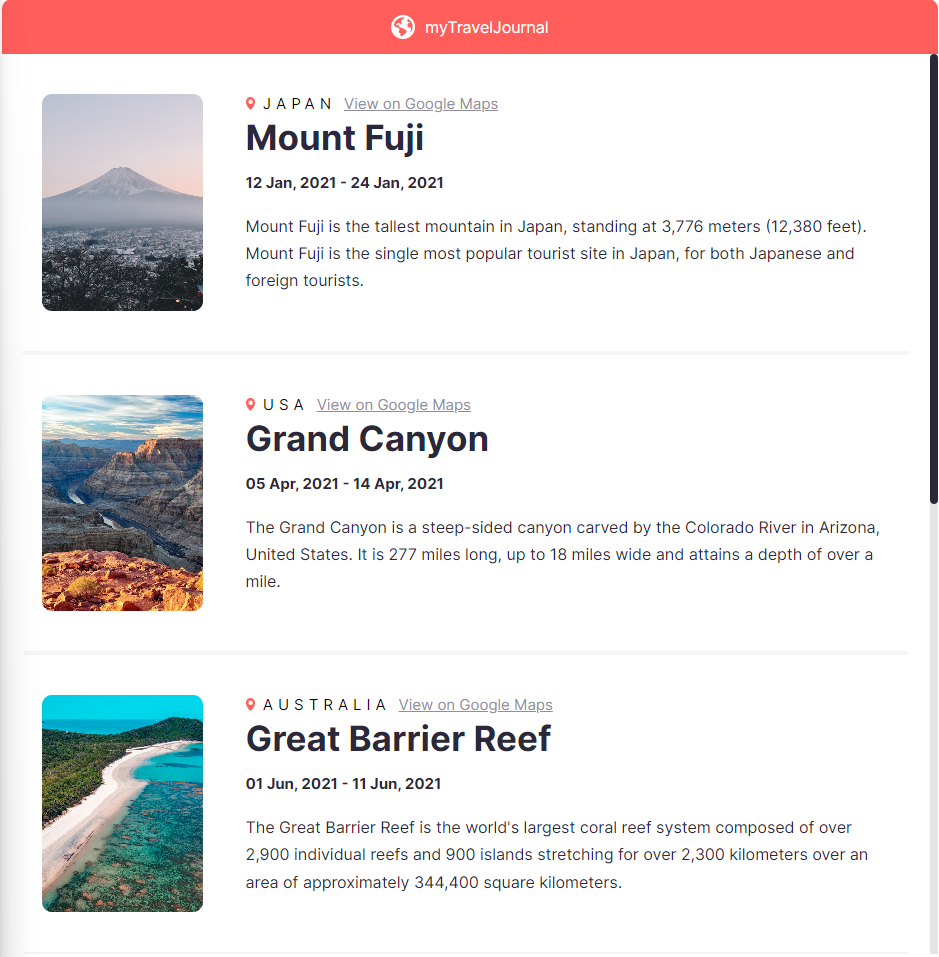 myTravelJournal
JAPAN View on Google Maps
Mount Fuji
12 Jan, 2021 - 24 Jan, 2021
Mount Fuji is the tallest mountain in Japan, standing at 3,776 meters (12,380 feet).
Mount Fuji is the single most popular tourist site in Japan, for both Japanese and
foreign tourists.
USA View on Google Maps
Grand Canyon
05 Apr, 2021 - 14 Apr, 2021
The Grand Canyon is a steep-sided canyon carved by the Colorado River in Arizona,
United States. It is 277 miles long, up to 18 miles wide and attains a depth of over a
mile.
AUSTRALIA View on Google Maps
Great Barrier Reef
01 Jun, 2021 - 11 Jun, 2021
The Great Barrier Reef is the world's largest coral reef system composed of over
2,900 individual reefs and 900 islands stretching for over 2,300 kilometers over an
area of approximately 344,400 square kilometers.